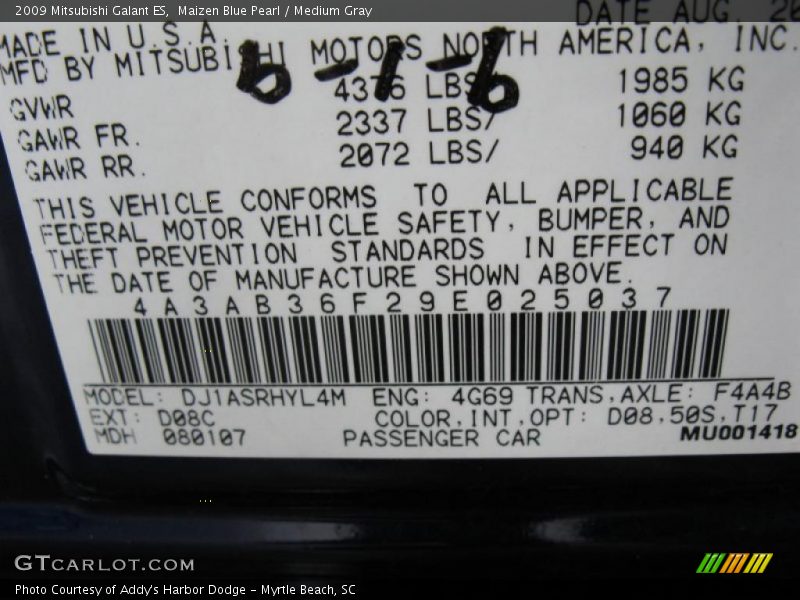 2009 Mitsubishi Galant ES,  Maizen Blue Pearl / Medium Gray
DATE AUG. 20
MADE IN U.S.A.
MFD BY MITSUBISHI MOTORS NORTH AMERICA, INC.
6-1-6
GVWR 4376 LBS 1985 KG
GAWR FR. 2337 LBS/ 1060 KG
GAWR RR. 2072 LBS/ 940 KG
THIS VEHICLE CONFORMS TO ALL APPLICABLE
FEDERAL MOTOR VEHICLE SAFETY, BUMPER, AND
THEFT PREVENTION STANDARDS IN EFFECT ON
THE DATE OF MANUFACTURE SHOWN ABOVE.
4A3AB36F29E025037
MODEL: DJ1ASRHYL4M ENG: 4G69 TRANS,AXLE: F4A4B
EXT: D08C COLOR,INT,OPT: D08,50S,T17
MDH 080107 PASSENGER CAR MU001418
GTCARLOT.COM
Photo Courtesy of Addy's Harbor Dodge - Myrtle Beach, SC